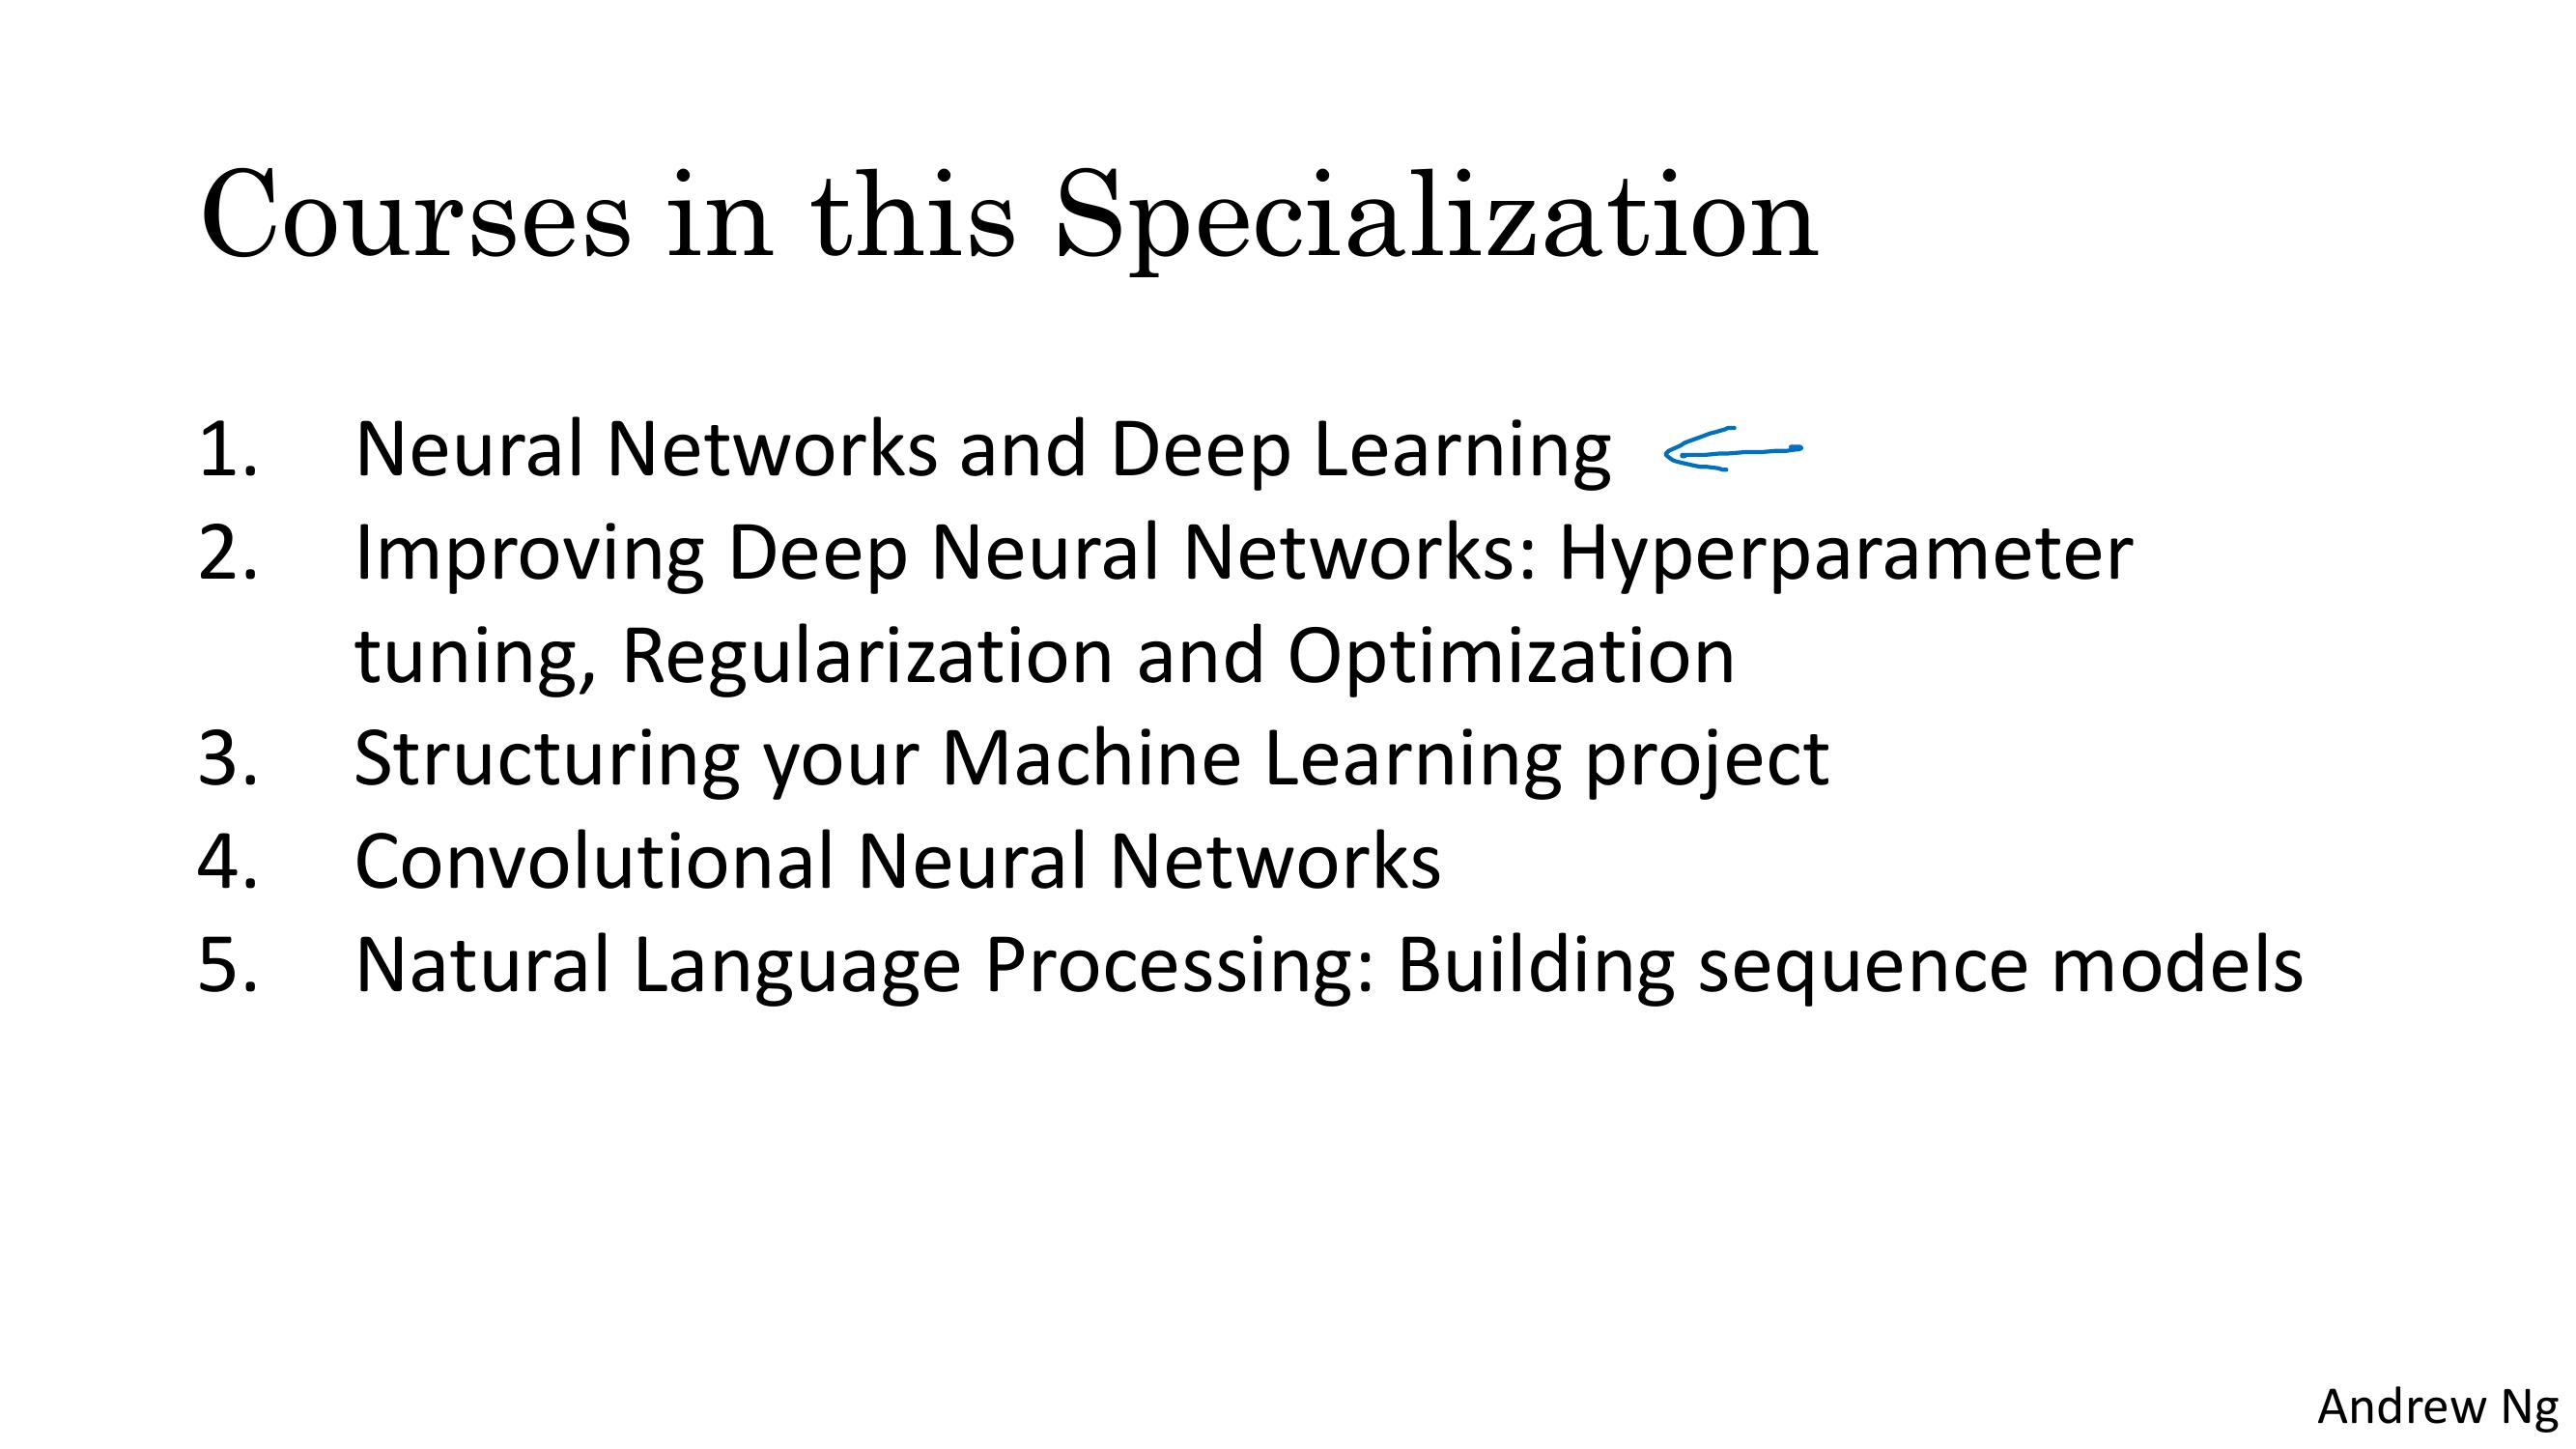 Courses in this Specialization
1. Neural Networks and Deep Learning
2. Improving Deep Neural Networks: Hyperparameter
tuning, Regularization and Optimization
3. Structuring your Machine Learning project
4. Convolutional Neural Networks
5. Natural Language Processing: Building sequence models
Andrew Ng